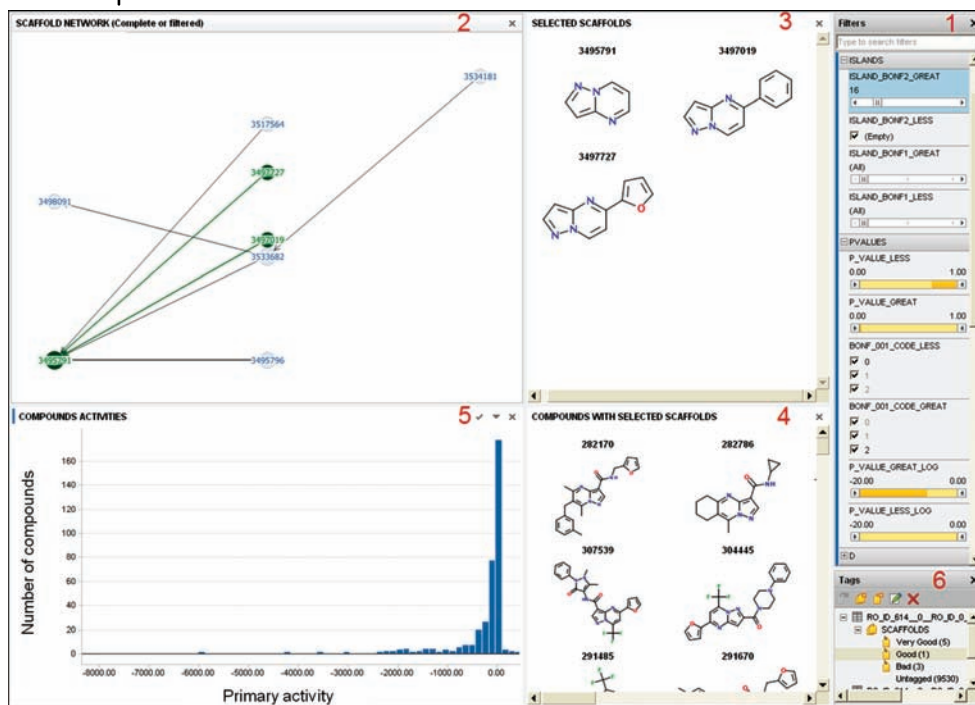 SCAFFOLD NETWORK (Complete or filtered)
2
3534181
3517564
3497727
3498091
3497019
3533682
3495791
3495796
SELECTED SCAFFOLDS
3
3495791
3497019
3497727
Filters
1
Type to search filters
ISLANDS
ISLAND_BONF2_GREAT
16
ISLAND_BONF2_LESS
(Empty)
ISLAND_BONF1_GREAT
(All)
ISLAND_BONF1_LESS
(All)
PVALUES
P_VALUE_LESS
0.00 1.00
P_VALUE_GREAT
0.00 1.00
BONF_001_CODE_LESS
0
1
2
BONF_001_CODE_GREAT
0
1
2
P_VALUE_GREAT_LOG
-20.00 0.00
P_VALUE_LESS_LOG
-20.00 0.00
D
COMPOUNDS ACTIVITIES
5
Number of compounds
160
140
120
100
80
60
40
20
0
-8000.00 -7000.00 -6000.00 -5000.00 -4000.00 -3000.00 -2000.00 -1000.00 0.00
Primary activity
COMPOUNDS WITH SELECTED SCAFFOLDS
4
282170 282786
307539 304445
291485 291670
Tags
6
RO_ID_614__0__RO_ID_0_
SCAFFOLDS
Very Good (5)
Good (1)
Bad (3)
Untagged (9530)